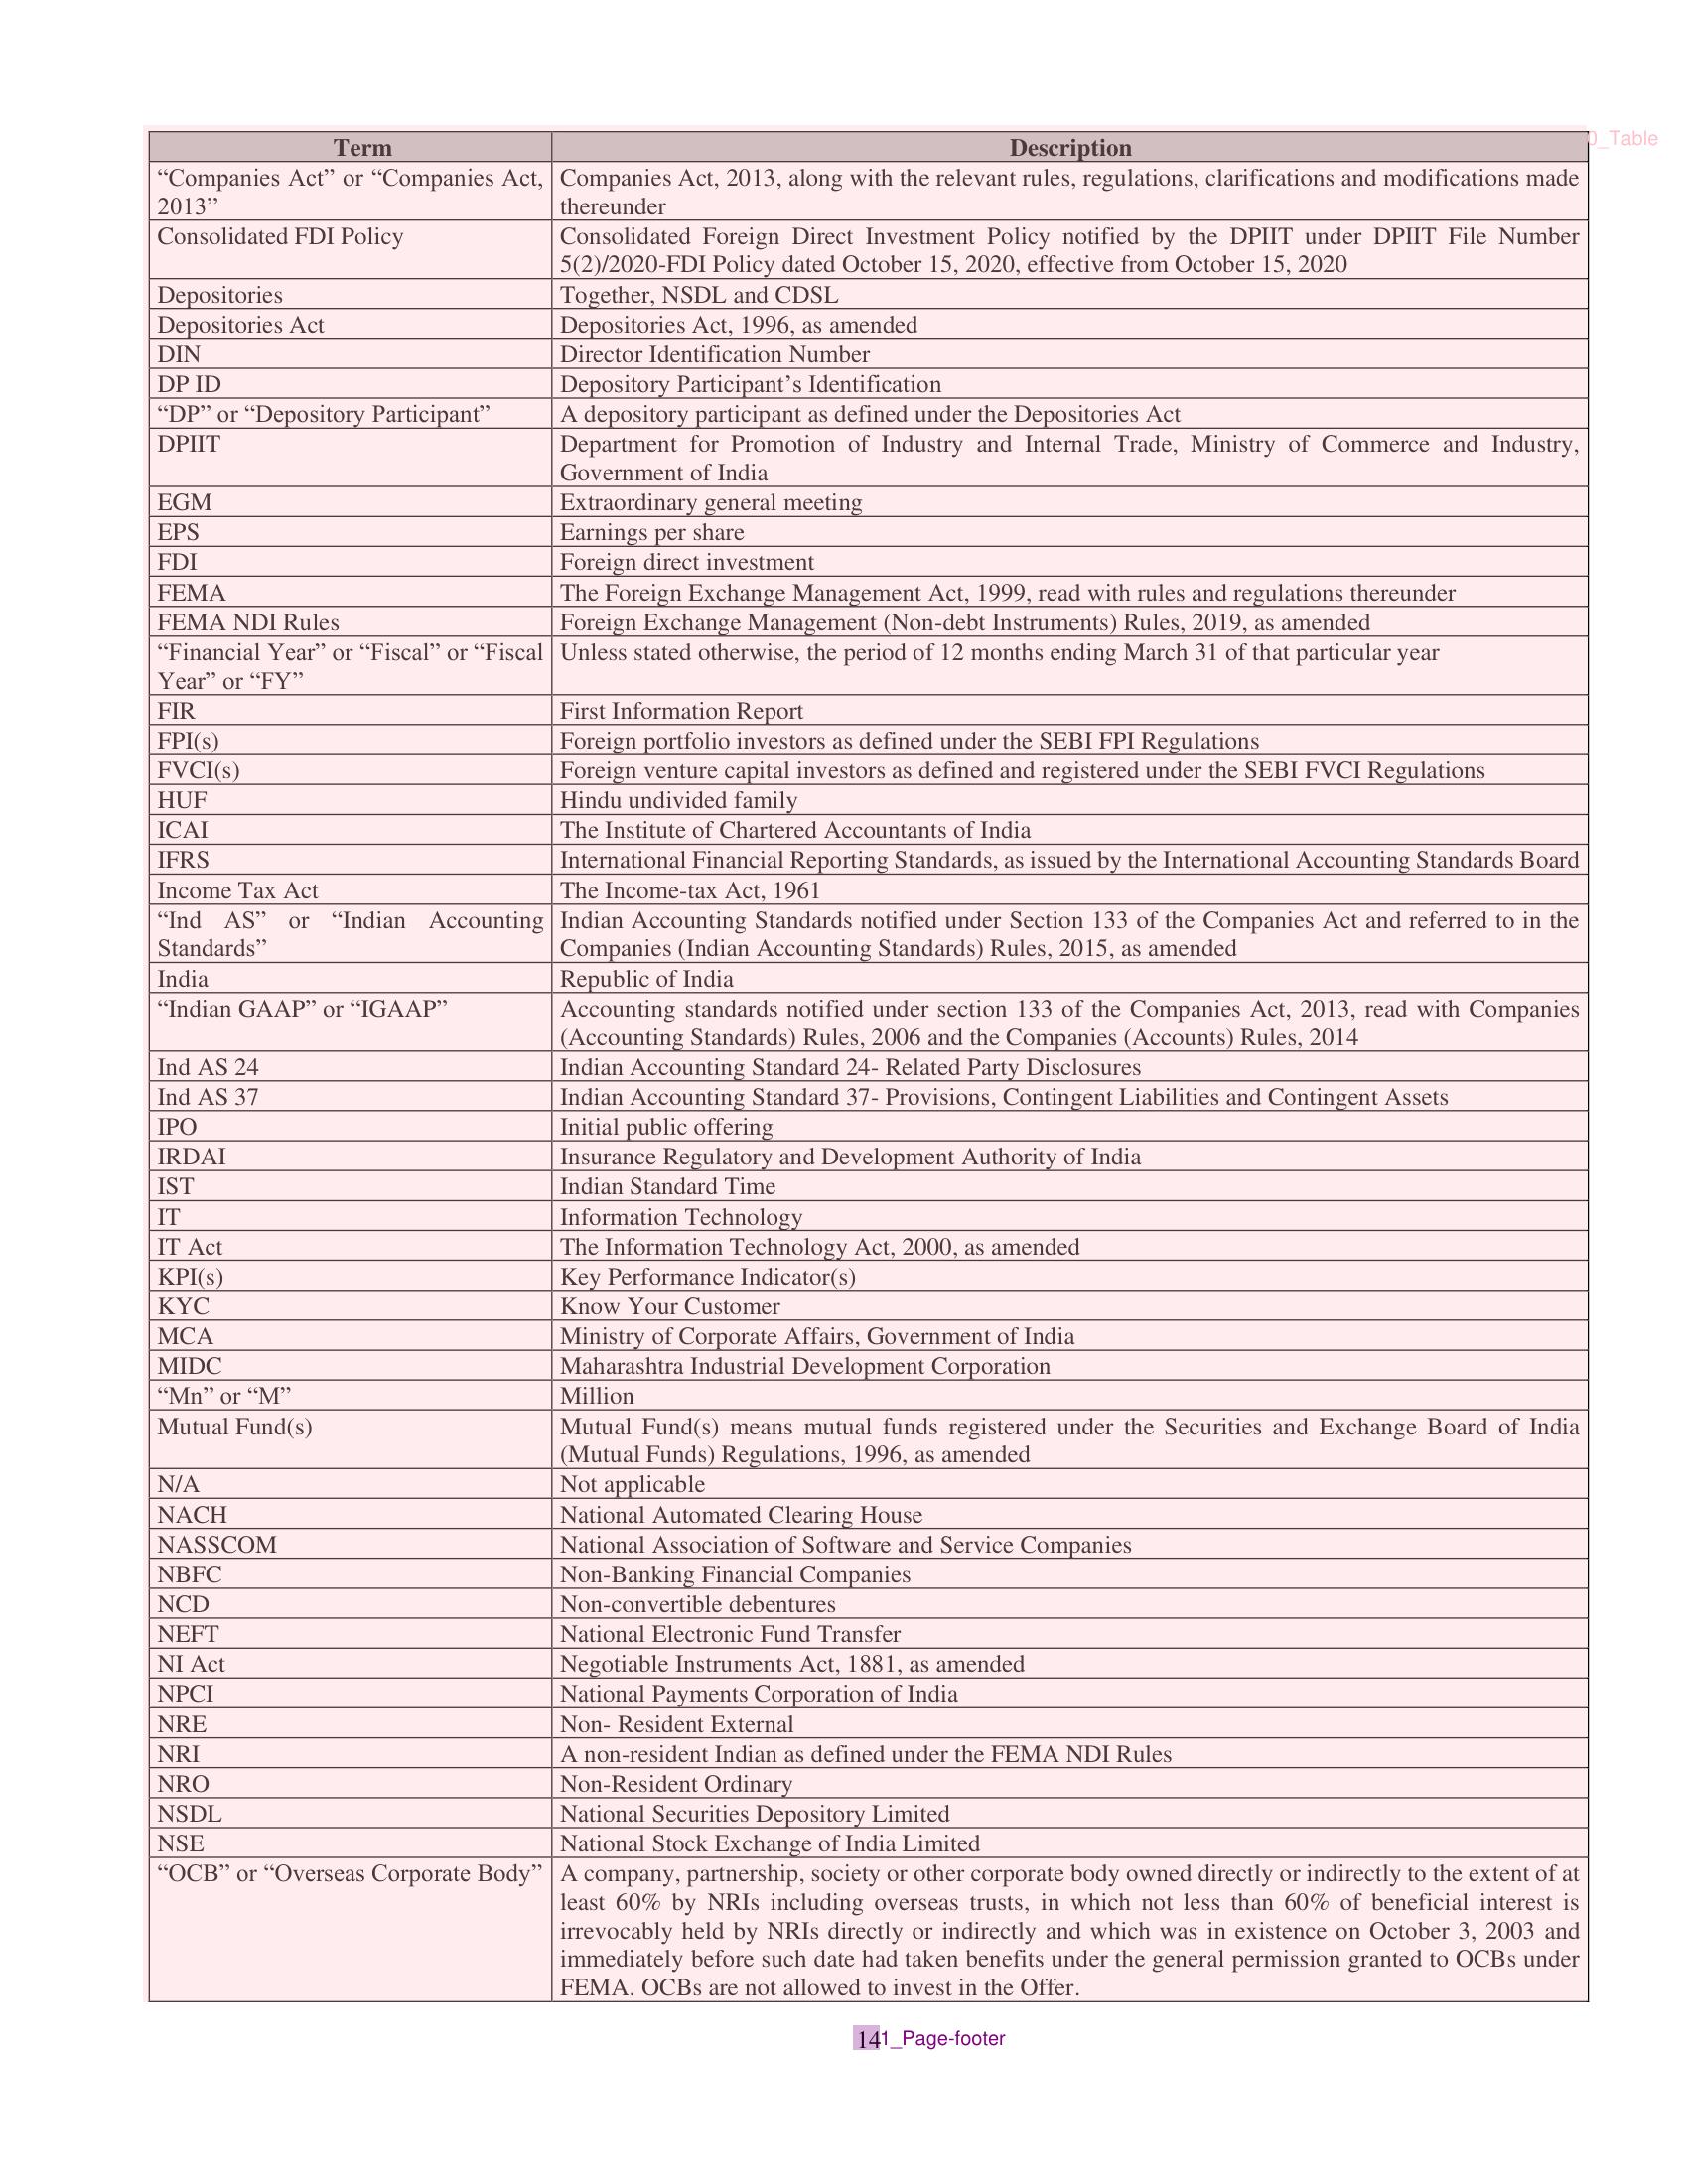 Term Description
0_Table
“Companies Act” or “Companies Act, Companies Act, 2013, along with the relevant rules, regulations, clarifications and modifications made
2013” thereunder
Consolidated FDI Policy Consolidated Foreign Direct Investment Policy notified by the DPIIT under DPIIT File Number
5(2)/2020-FDI Policy dated October 15, 2020, effective from October 15, 2020
Depositories Together, NSDL and CDSL
Depositories Act Depositories Act, 1996, as amended
DIN Director Identification Number
DP ID Depository Participant’s Identification
“DP” or “Depository Participant” A depository participant as defined under the Depositories Act
DPIIT Department for Promotion of Industry and Internal Trade, Ministry of Commerce and Industry,
Government of India
EGM Extraordinary general meeting
EPS Earnings per share
FDI Foreign direct investment
FEMA The Foreign Exchange Management Act, 1999, read with rules and regulations thereunder
FEMA NDI Rules Foreign Exchange Management (Non-debt Instruments) Rules, 2019, as amended
“Financial Year” or “Fiscal” or “Fiscal Unless stated otherwise, the period of 12 months ending March 31 of that particular year
Year” or “FY”
FIR First Information Report
FPI(s) Foreign portfolio investors as defined under the SEBI FPI Regulations
FVCI(s) Foreign venture capital investors as defined and registered under the SEBI FVCI Regulations
HUF Hindu undivided family
ICAI The Institute of Chartered Accountants of India
IFRS International Financial Reporting Standards, as issued by the International Accounting Standards Board
Income Tax Act The Income-tax Act, 1961
“Ind AS” or “Indian Accounting Indian Accounting Standards notified under Section 133 of the Companies Act and referred to in the
Standards” Companies (Indian Accounting Standards) Rules, 2015, as amended
India Republic of India
“Indian GAAP” or “IGAAP” Accounting standards notified under section 133 of the Companies Act, 2013, read with Companies
(Accounting Standards) Rules, 2006 and the Companies (Accounts) Rules, 2014
Ind AS 24 Indian Accounting Standard 24- Related Party Disclosures
Ind AS 37 Indian Accounting Standard 37- Provisions, Contingent Liabilities and Contingent Assets
IPO Initial public offering
IRDAI Insurance Regulatory and Development Authority of India
IST Indian Standard Time
IT Information Technology
IT Act The Information Technology Act, 2000, as amended
KPI(s) Key Performance Indicator(s)
KYC Know Your Customer
MCA Ministry of Corporate Affairs, Government of India
MIDC Maharashtra Industrial Development Corporation
“Mn” or “M” Million
Mutual Fund(s) Mutual Fund(s) means mutual funds registered under the Securities and Exchange Board of India
(Mutual Funds) Regulations, 1996, as amended
N/A Not applicable
NACH National Automated Clearing House
NASSCOM National Association of Software and Service Companies
NBFC Non-Banking Financial Companies
NCD Non-convertible debentures
NEFT National Electronic Fund Transfer
NI Act Negotiable Instruments Act, 1881, as amended
NPCI National Payments Corporation of India
NRE Non- Resident External
NRI A non-resident Indian as defined under the FEMA NDI Rules
NRO Non-Resident Ordinary
NSDL National Securities Depository Limited
NSE National Stock Exchange of India Limited
“OCB” or “Overseas Corporate Body” A company, partnership, society or other corporate body owned directly or indirectly to the extent of at
least 60% by NRIs including overseas trusts, in which not less than 60% of beneficial interest is
irrevocably held by NRIs directly or indirectly and which was in existence on October 3, 2003 and
immediately before such date had taken benefits under the general permission granted to OCBs under
FEMA. OCBs are not allowed to invest in the Offer.
14 1_Page-footer